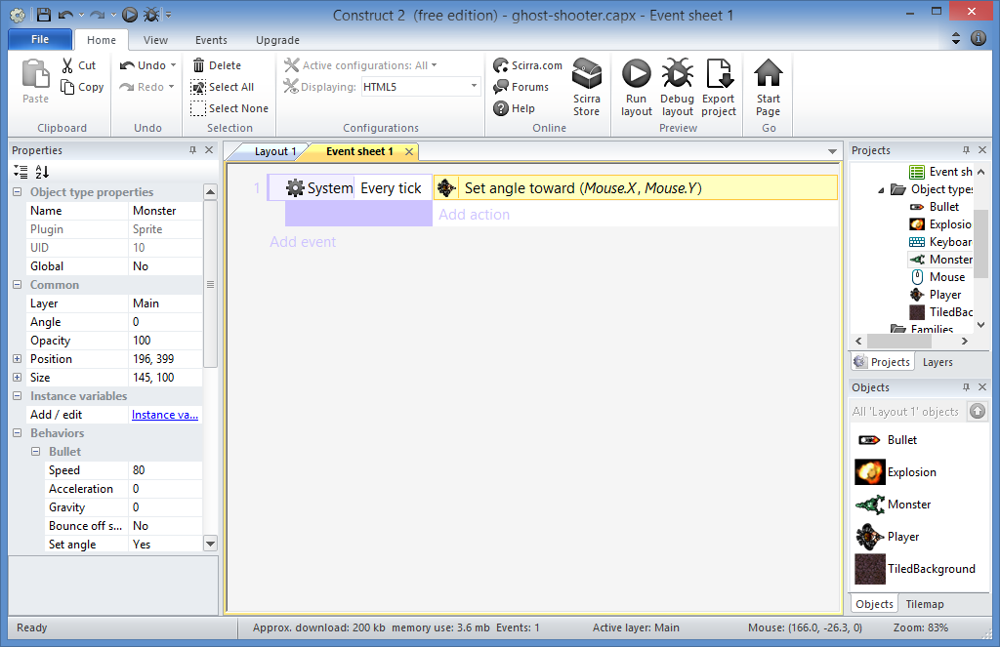 Construct 2 (free edition) - ghost-shooter.capx - Event sheet 1
File Home View Events Upgrade
Paste
Cut
Copy
Clipboard
Undo
Redo
Undo
Delete
Select All
Select None
Selection
Active configurations: All
Displaying: HTML5
Configurations
Scirra.com
Forums
Help
Scirra Store
Online
Run layout
Debug layout
Export project
Preview
Start Page
Go
Properties
Object type properties
Name Monster
Plugin Sprite
UID 10
Global No
Common
Layer Main
Angle 0
Opacity 100
Position 196, 399
Size 145, 100
Instance variables
Add / edit Instance va...
Behaviors
Bullet
Speed 80
Acceleration 0
Gravity 0
Bounce off s... No
Set angle Yes
Layout 1 Event sheet 1
1 System Every tick Set angle toward (Mouse.X, Mouse.Y)
Add action
Add event
Projects
Event sh
Object types
Bullet
Explosio
Keyboar
Monster
Mouse
Player
TiledBac
Families
Projects Layers
Objects
All 'Layout 1' objects
Bullet
Explosion
Monster
Player
TiledBackground
Objects Tilemap
Ready Approx. download: 200 kb memory use: 3.6 mb Events: 1 Active layer: Main Mouse: (166.0, -26.3, 0) Zoom: 83%